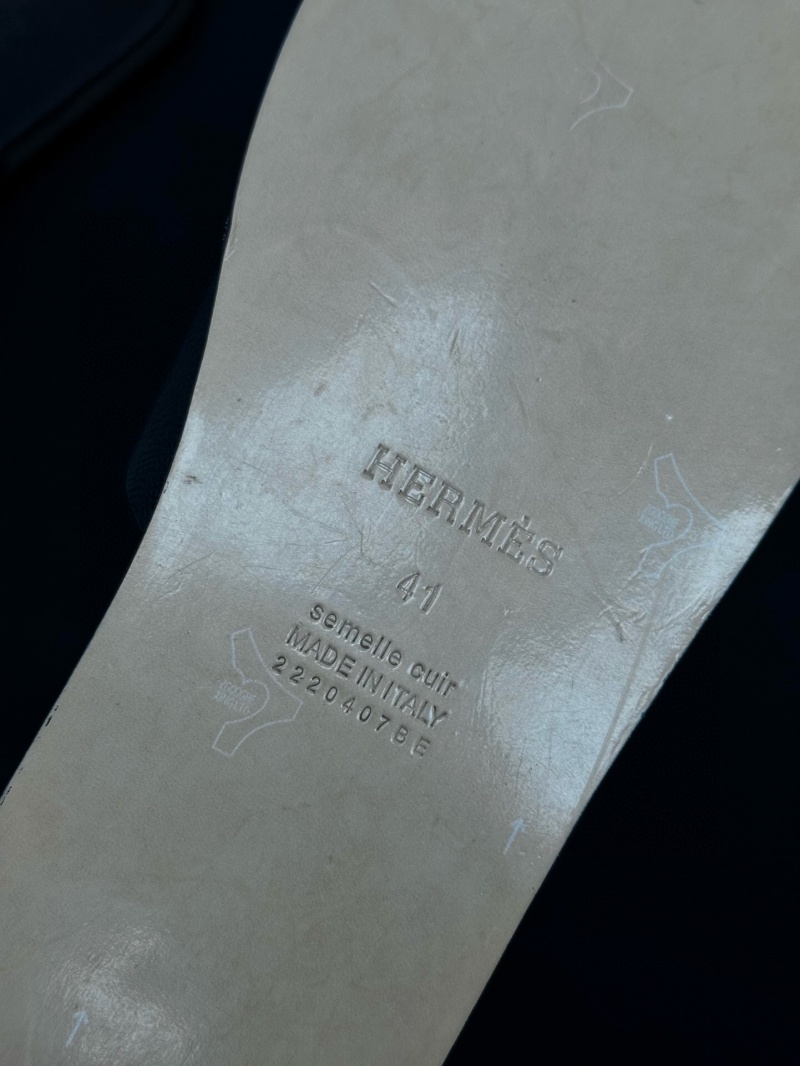 HERMÈS
41
semelle cuir
MADE IN ITALY
2220407BE